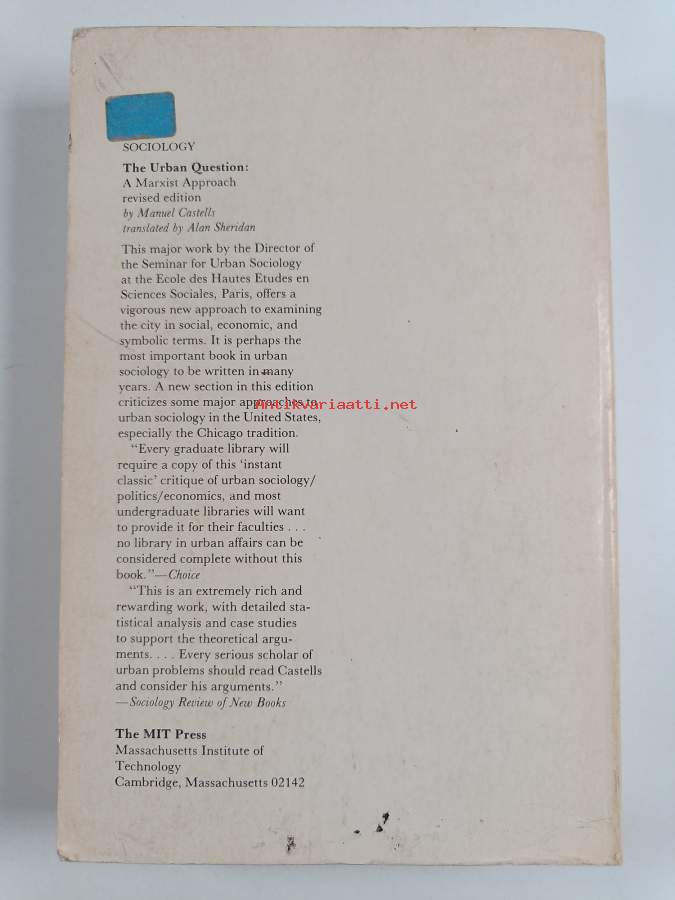 SOCIOLOGY
The Urban Question:
A Marxist Approach
revised edition
by Manuel Castells
translated by Alan Sheridan
This major work by the Director of
the Seminar for Urban Sociology
at the Ecole des Hautes Etudes en
Sciences Sociales, Paris, offers a
vigorous new approach to examining
the city in social, economic, and
symbolic terms. It is perhaps the
most important book in urban
sociology to be written in many
years. A new section in this edition
criticizes some major approaches to
Antikvariaatti.net
urban sociology in the United States,
especially the Chicago tradition.
"Every graduate library will
require a copy of this 'instant
classic' critique of urban sociology/
politics/economics, and most
undergraduate libraries will want
to provide it for their faculties . . .
no library in urban affairs can be
considered complete without this
book."—Choice
"This is an extremely rich and
rewarding work, with detailed sta-
tistical analysis and case studies
to support the theoretical argu-
ments. . . . Every serious scholar of
urban problems should read Castells
and consider his arguments."
—Sociology Review of New Books
The MIT Press
Massachusetts Institute of
Technology
Cambridge, Massachusetts 02142